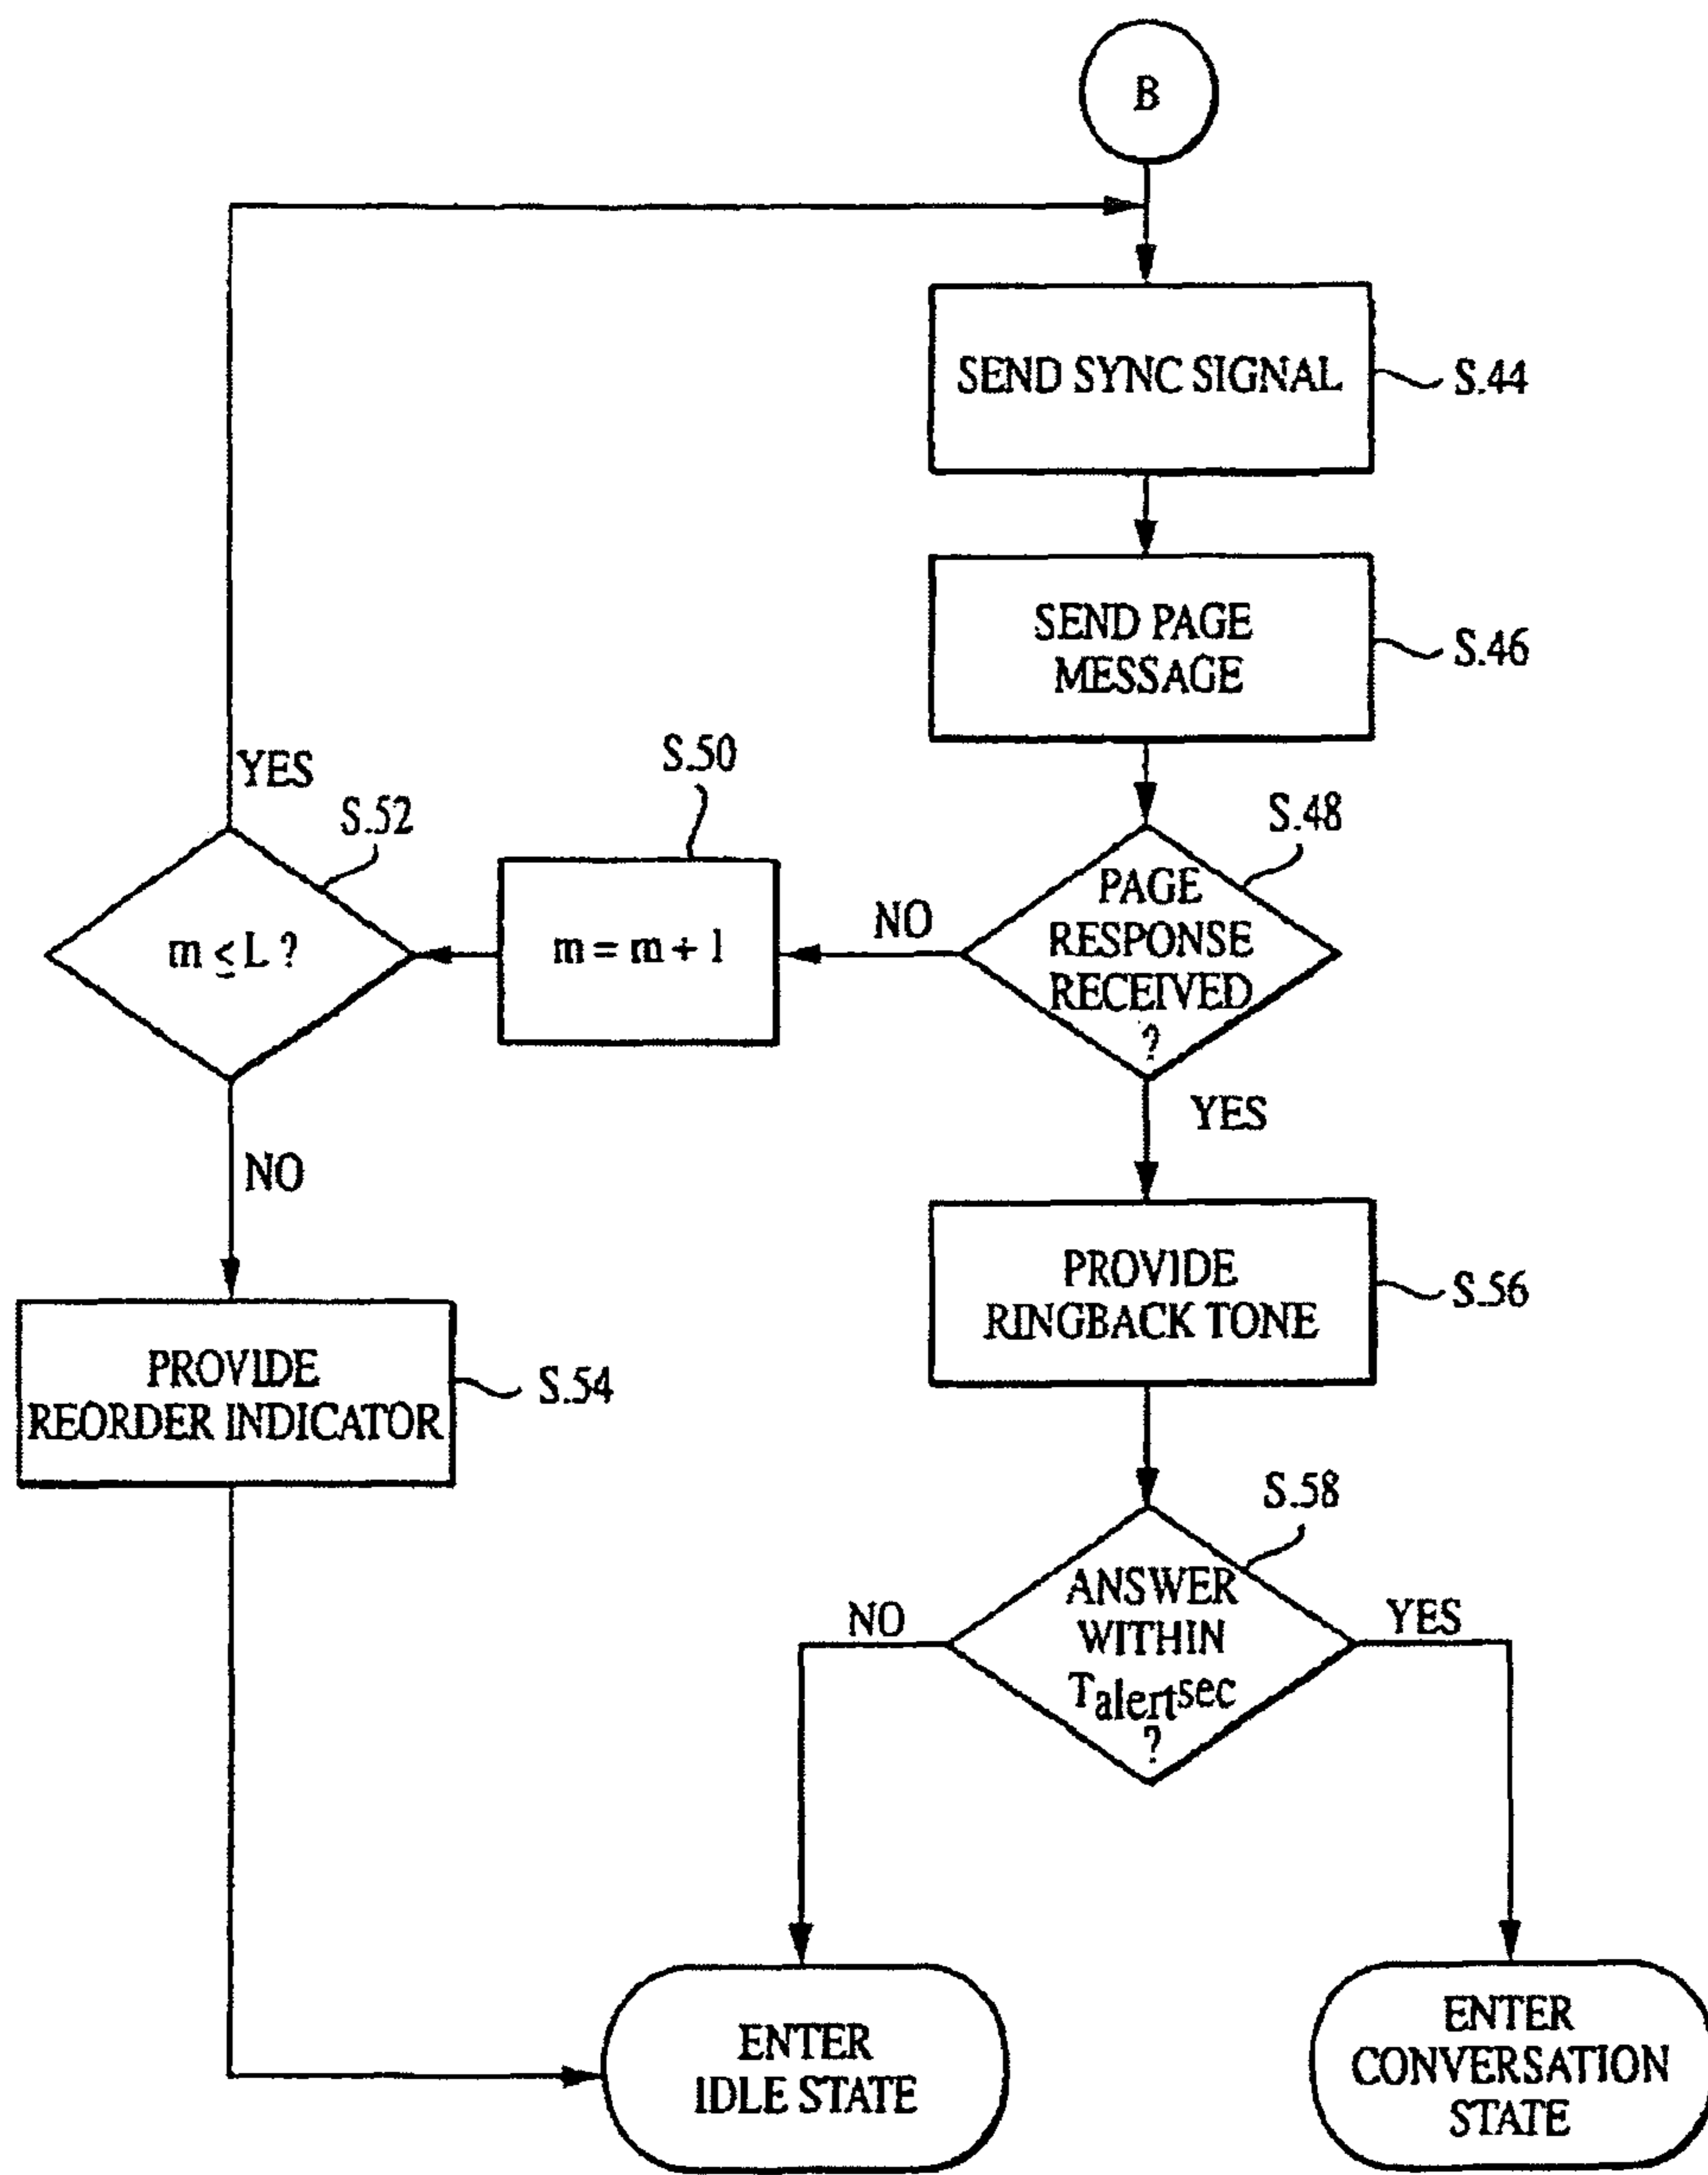 B
SEND SYNC SIGNAL
S.44
SEND PAGE
MESSAGE
S.46
S.50
YES
S.52
S.48
PAGE
RESPONSE
RECEIVED
?
NO
m = m + 1
m ≤ L ?
YES
NO
PROVIDE
RINGBACK TONE
S.56
PROVIDE
REORDER INDICATOR
S.54
S.58
ANSWER
WITHIN
Talertsec
?
NO
YES
ENTER
IDLE STATE
ENTER
CONVERSATION
STATE